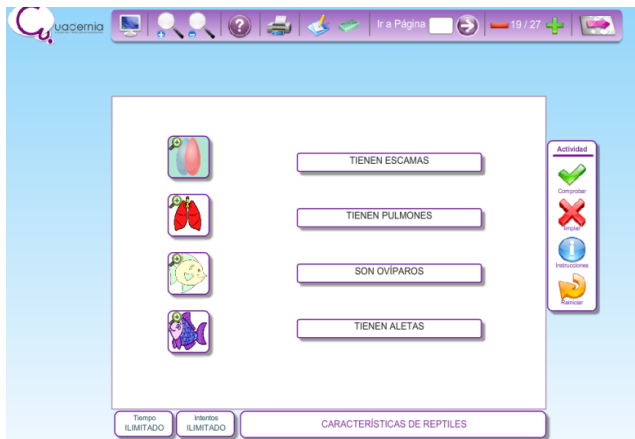 Cuadernia
Ir a Página
19 / 27
TIENEN ESCAMAS
TIENEN PULMONES
SON OVÍPAROS
TIENEN ALETAS
Actividad
Comprobar
limpiar
Instrucciones
Reiniciar
Tiempo
ILIMITADO
Intentos
ILIMITADO
CARACTERÍSTICAS DE REPTILES